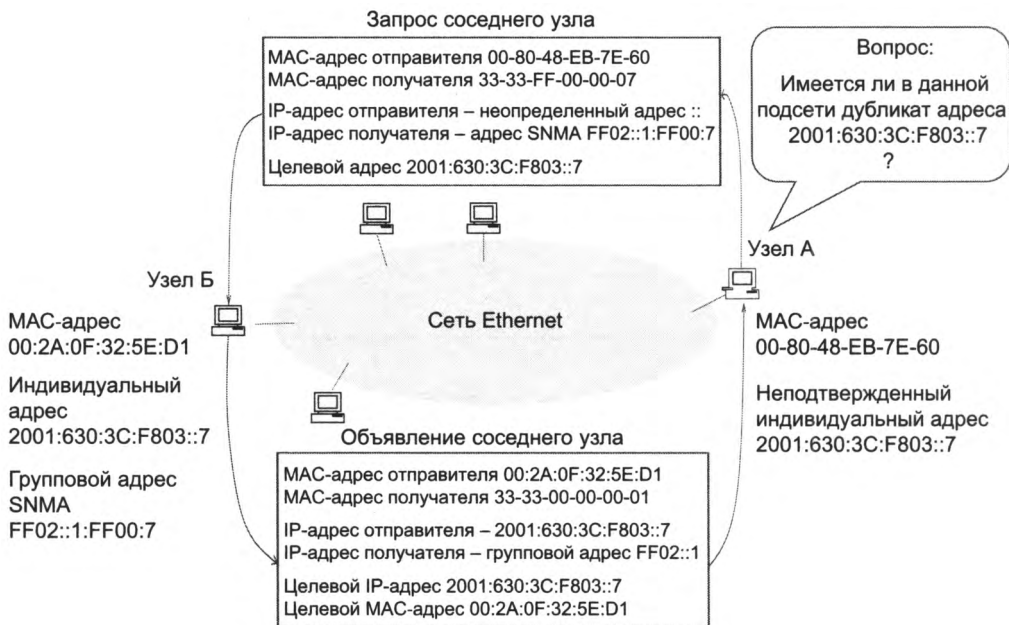 Запрос соседнего узла
МАС-адрес отправителя 00-80-48-EB-7E-60
МАС-адрес получателя 33-33-FF-00-00-07
IP-адрес отправителя – неопределенный адрес ::
IP-адрес получателя – адрес SNMA FF02::1:FF00:7
Целевой адрес 2001:630:3C:F803::7
Вопрос:
Имеется ли в данной
подсети дубликат адреса
2001:630:3C:F803::7
?
Узел А
Узел Б
Сеть Ethernet
МАС-адрес
00:2A:0F:32:5E:D1
Индивидуальный
адрес
2001:630:3C:F803::7
Групповой адрес
SNMA
FF02::1:FF00:7
МАС-адрес
00-80-48-EB-7E-60
Неподтвержденный
индивидуальный адрес
2001:630:3C:F803::7
Объявление соседнего узла
МАС-адрес отправителя 00:2A:0F:32:5E:D1
МАС-адрес получателя 33-33-00-00-00-01
IP-адрес отправителя – 2001:630:3C:F803::7
IP-адрес получателя – групповой адрес FF02::1
Целевой IP-адрес 2001:630:3C:F803::7
Целевой МАС-адрес 00:2A:0F:32:5E:D1